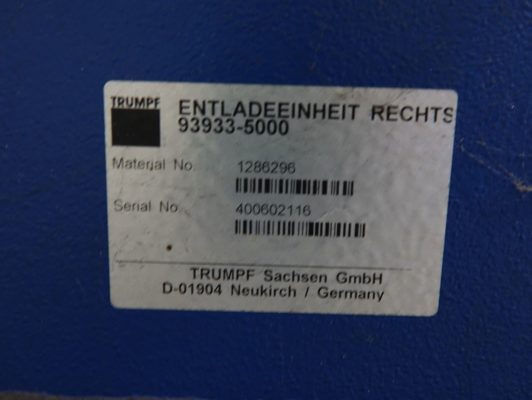 TRUMPF
ENTLADEEINHEIT RECHTS
93933-5000
Material No. 1286296
Serial No. 400602116
TRUMPF Sachsen GmbH
D-01904 Neukirch / Germany